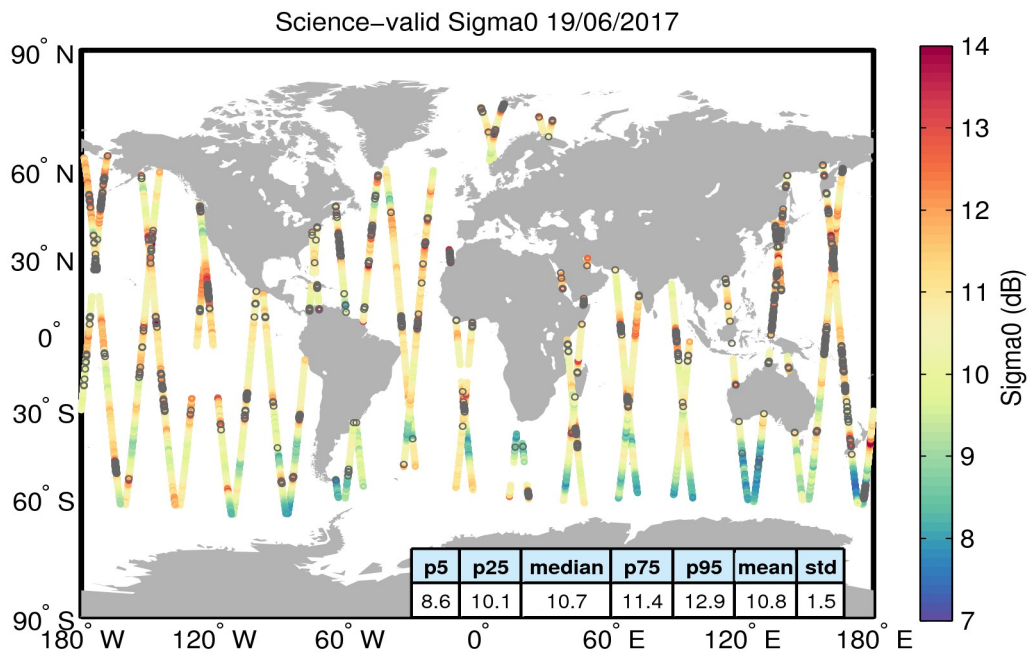 Science−valid Sigma0 19/06/2017
90° N
60° N
30° N
0°
30° S
60° S
90° S
180° W
120° W
60° W
0°
60° E
120° E
180° E
p5 p25 median p75 p95 mean std
8.6 10.1 10.7 11.4 12.9 10.8 1.5
14
13
12
11
10
9
8
7
Sigma0 (dB)